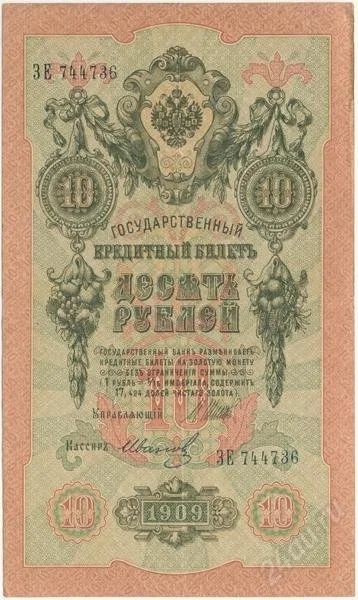 ЗЕ 744736
10 10
ГОСУДАРСТВЕННЫЙ
КРЕДИТНЫЙ БИЛЕТЪ
ДЕСЯТЬ
РУБЛЕЙ
ГОСУДАРСТВЕННЫЙ БАНКЪ РАЗМѢНИВАЕТЪ
КРЕДИТНЫЕ БИЛЕТЫ НА ЗОЛОТУЮ МОНЕТУ
БЕЗЪ ОГРАНИЧЕНІЯ СУММЫ
(1 РУБЛЬ = 1/15 ИМПЕРІАЛА, СОДЕРЖИТЪ
17,424 ДОЛЕЙ ЧИСТАГО ЗОЛОТА).
Управляющій
10
Кассиръ
ЗЕ 744736
10 1909 10